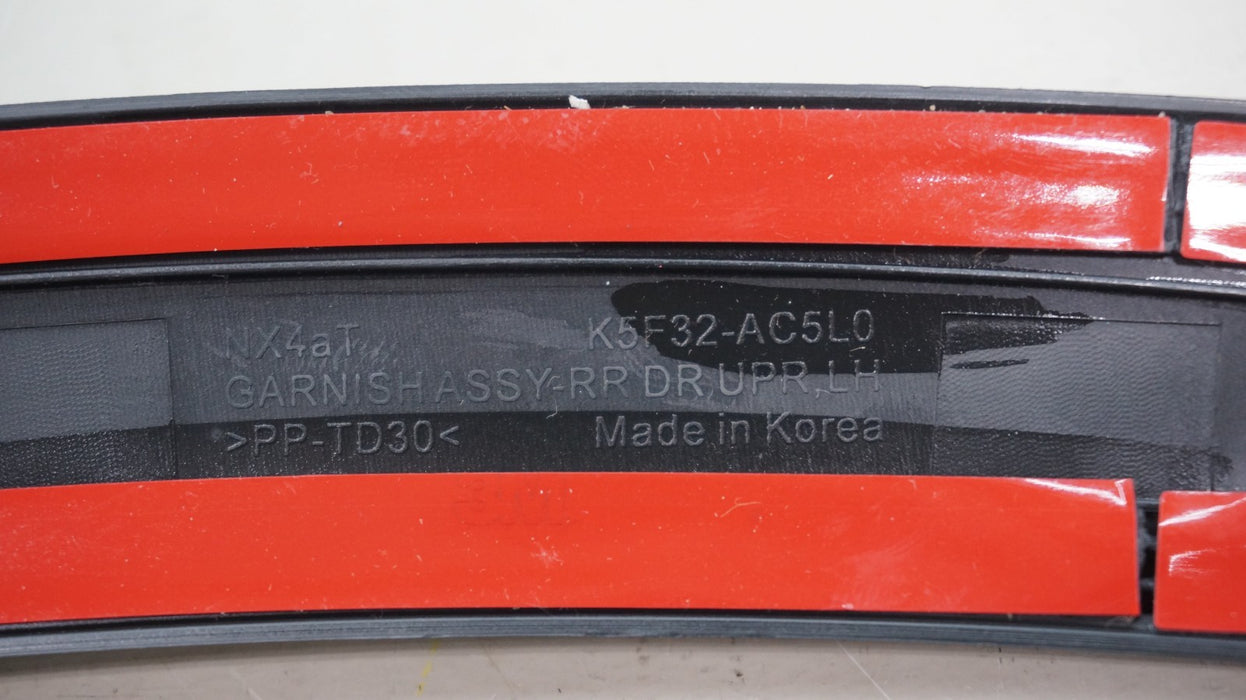 NX4aT K5F32-AC5L0
GARNISH ASSY-RR DR UPR,LH
>PP-TD30< Made in Korea